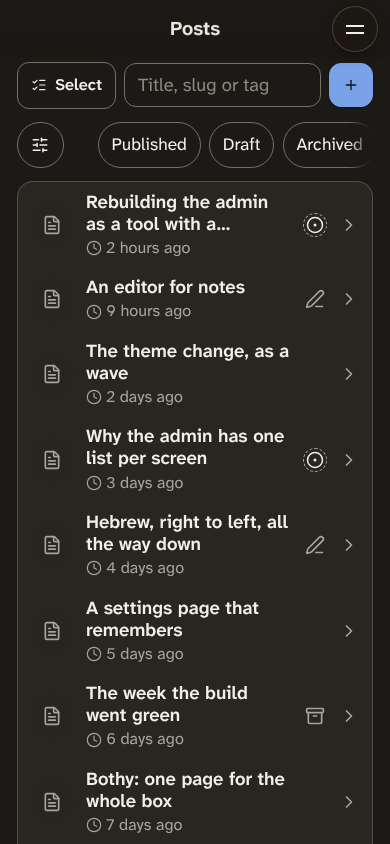 Posts
Select
Title, slug or tag
+
Published
Draft
Archived
Rebuilding the admin
as a tool with a...
2 hours ago
An editor for notes
9 hours ago
The theme change, as a
wave
2 days ago
Why the admin has one
list per screen
3 days ago
Hebrew, right to left, all
the way down
4 days ago
A settings page that
remembers
5 days ago
The week the build
went green
6 days ago
Bothy: one page for the
whole box
7 days ago